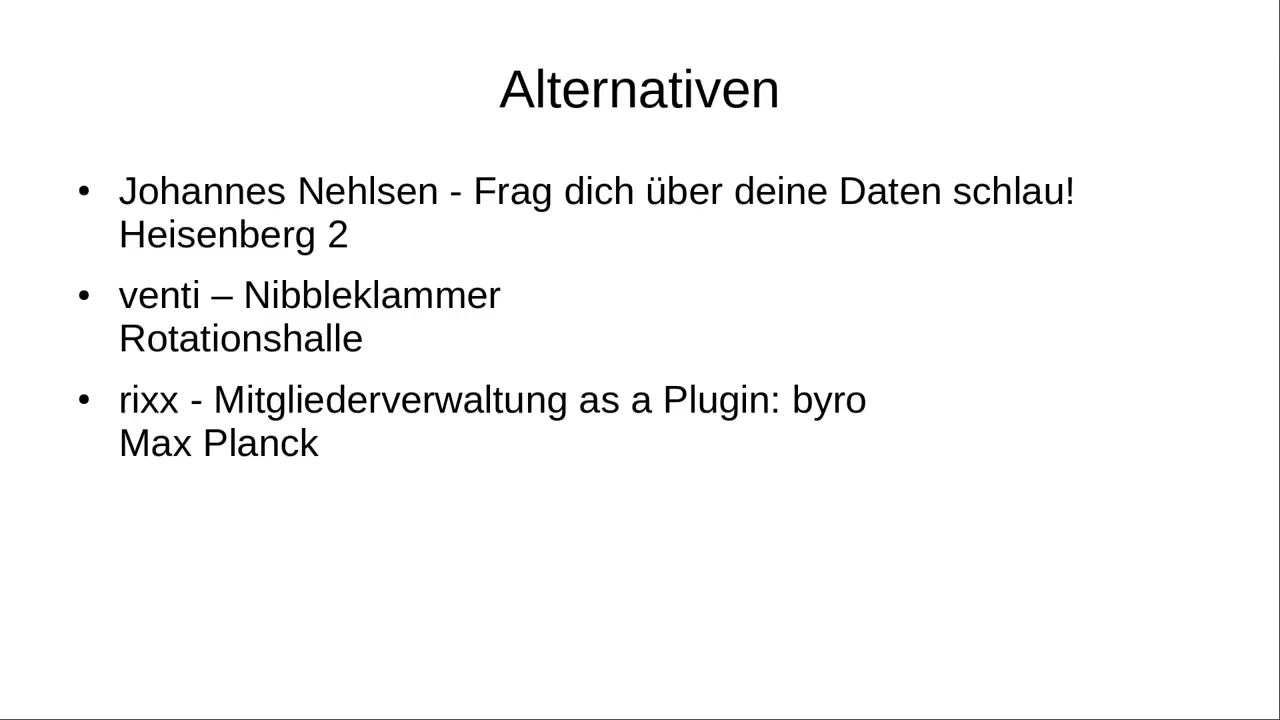 Alternativen
• Johannes Nehlsen - Frag dich über deine Daten schlau!
Heisenberg 2
• venti – Nibbleklammer
Rotationshalle
• rixx - Mitgliederverwaltung as a Plugin: byro
Max Planck